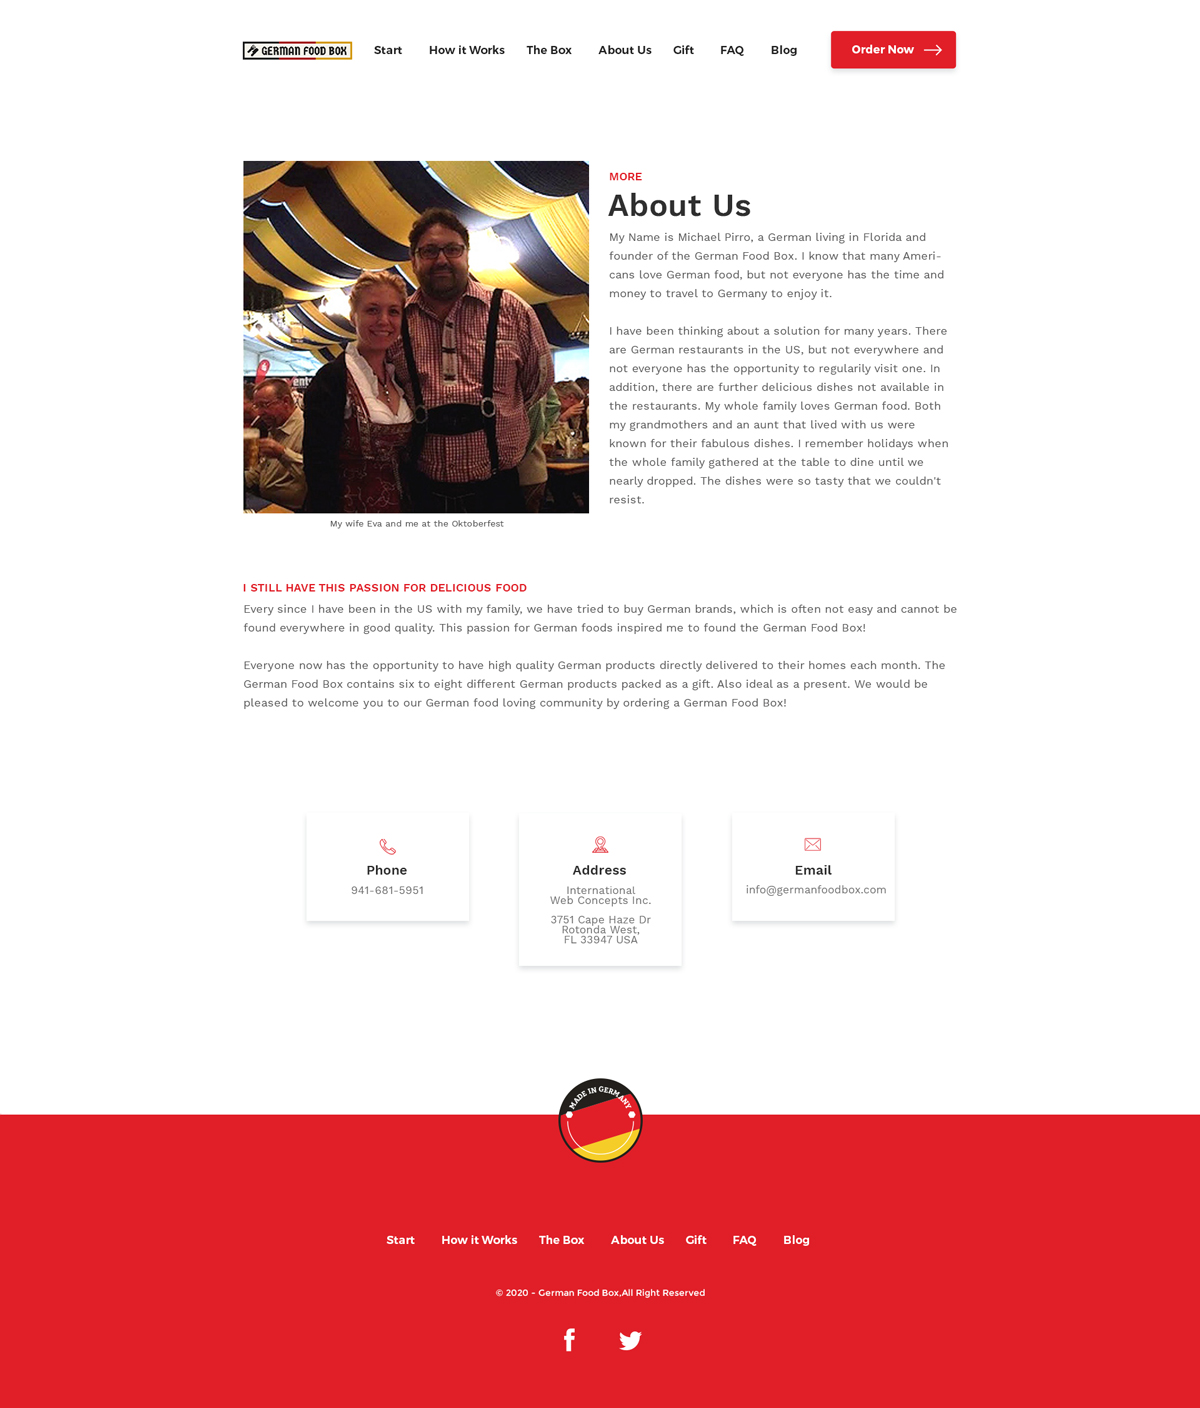 GERMAN FOOD BOX
Start How it Works The Box About Us Gift FAQ Blog Order Now
MORE
About Us
My Name is Michael Pirro, a German living in Florida and
founder of the German Food Box. I know that many Ameri-
cans love German food, but not everyone has the time and
money to travel to Germany to enjoy it.
I have been thinking about a solution for many years. There
are German restaurants in the US, but not everywhere and
not everyone has the opportunity to regularily visit one. In
addition, there are further delicious dishes not available in
the restaurants. My whole family loves German food. Both
my grandmothers and an aunt that lived with us were
known for their fabulous dishes. I remember holidays when
the whole family gathered at the table to dine until we
nearly dropped. The dishes were so tasty that we couldn't
resist.
My wife Eva and me at the Oktoberfest
I STILL HAVE THIS PASSION FOR DELICIOUS FOOD
Every since I have been in the US with my family, we have tried to buy German brands, which is often not easy and cannot be
found everywhere in good quality. This passion for German foods inspired me to found the German Food Box!
Everyone now has the opportunity to have high quality German products directly delivered to their homes each month. The
German Food Box contains six to eight different German products packed as a gift. Also ideal as a present. We would be
pleased to welcome you to our German food loving community by ordering a German Food Box!
Phone
941-681-5951
Address
International
Web Concepts Inc.
3751 Cape Haze Dr
Rotonda West,
FL 33947 USA
Email
info@germanfoodbox.com
MADE IN GERMANY
Start How it Works The Box About Us Gift FAQ Blog
© 2020 - German Food Box,All Right Reserved